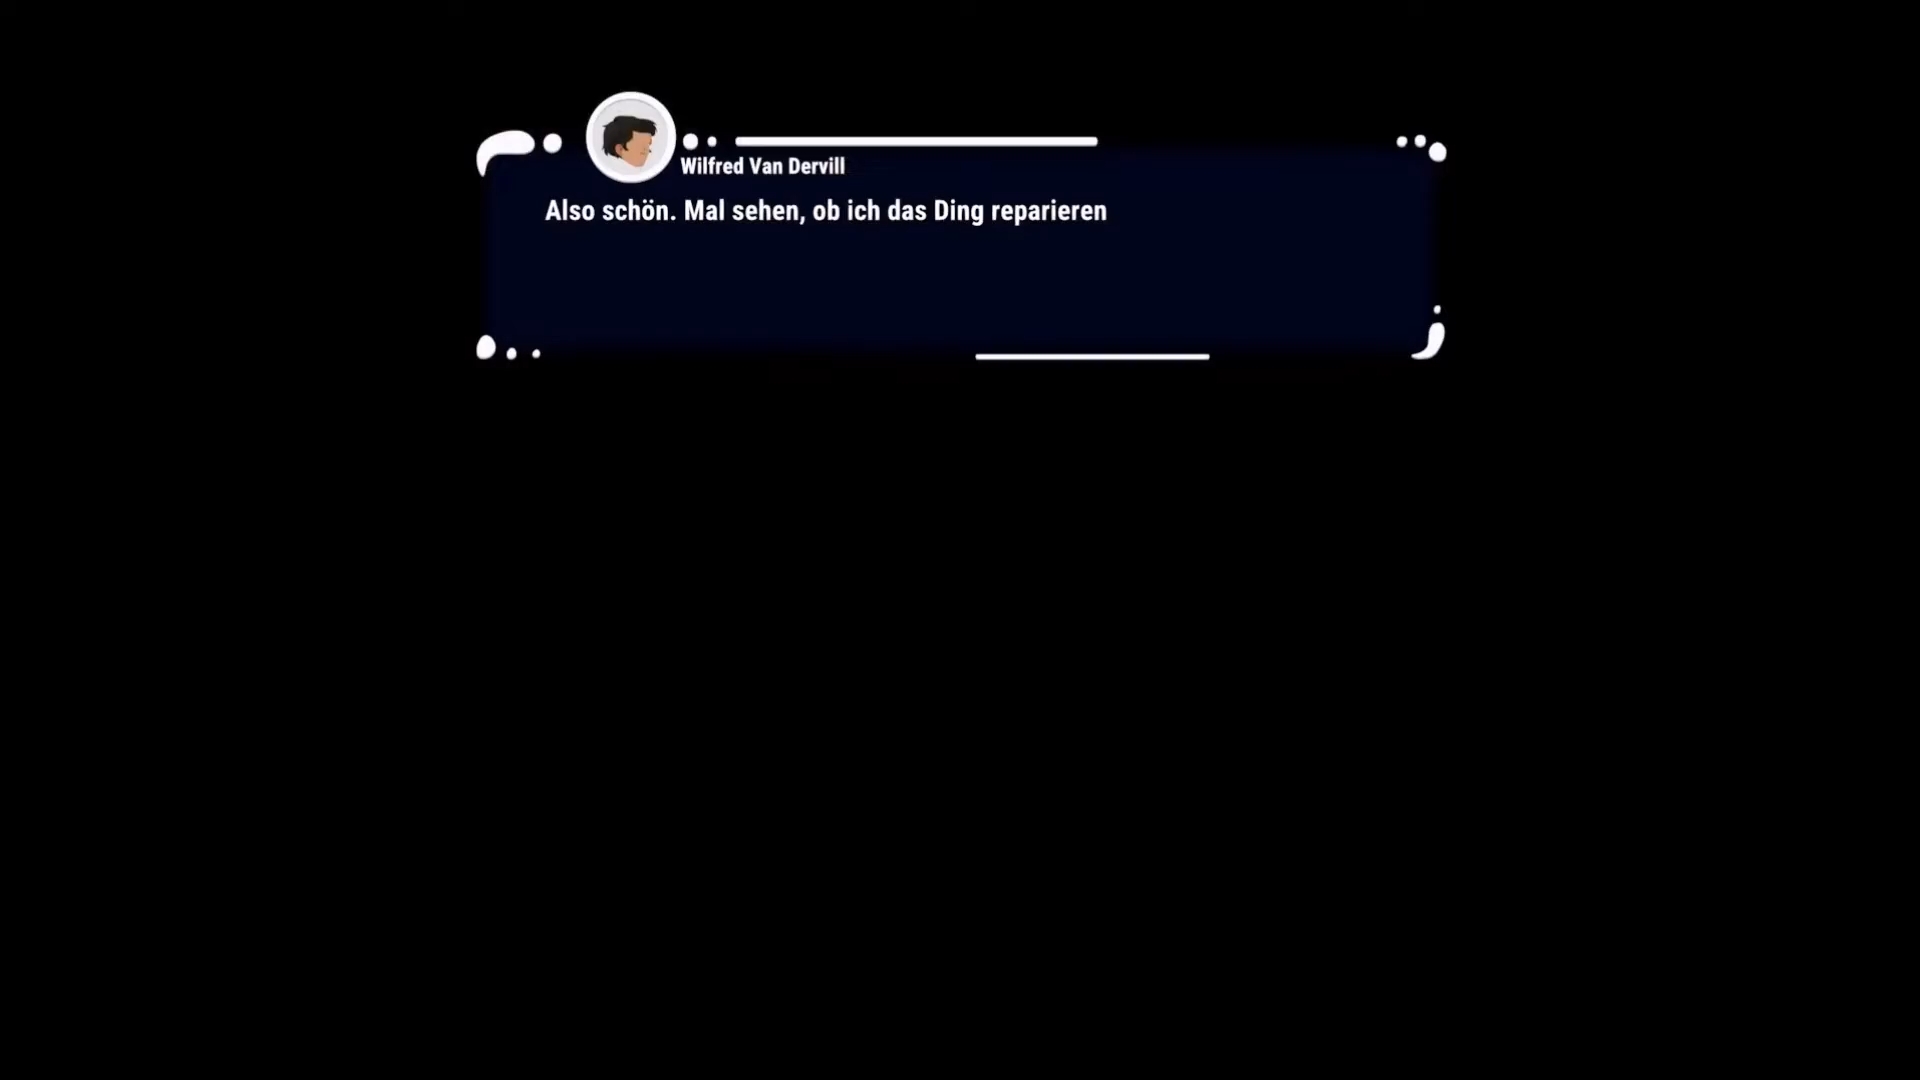 Wilfred Van Dervill
Also schön. Mal sehen, ob ich das Ding reparieren